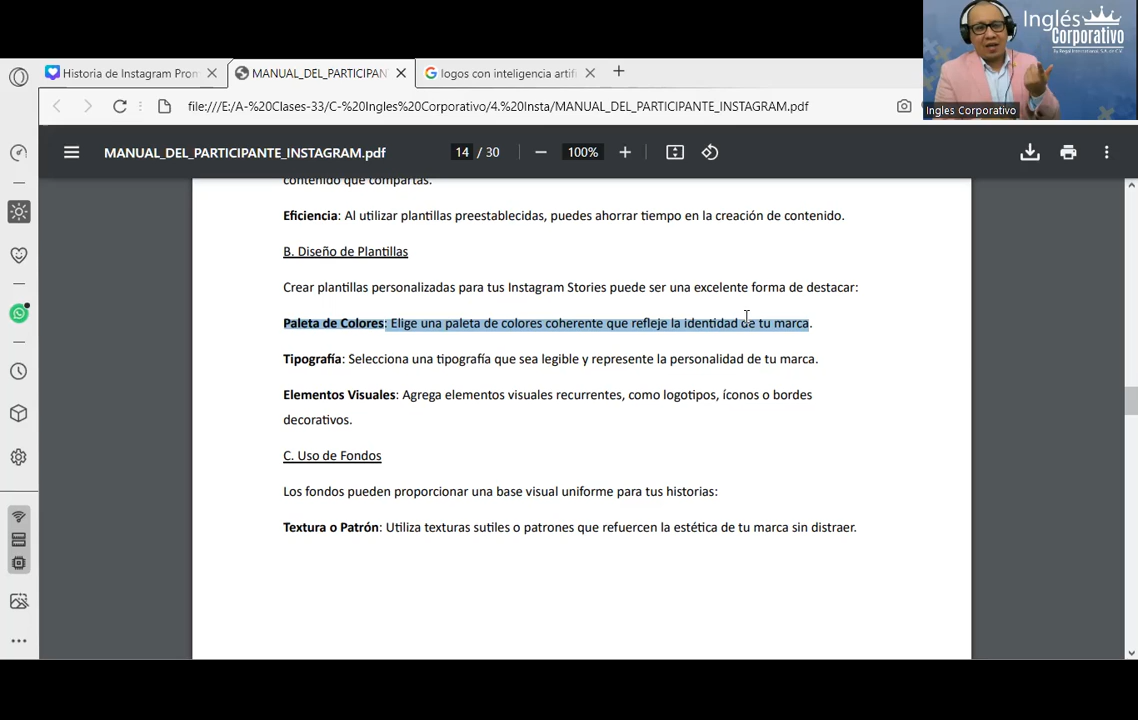 Historia de Instagram Prom
MANUAL_DEL_PARTICIPAN
logos con inteligencia artifi
file:///E:/A-%20Clases-33/C-%20Ingles%20Corporativo/4.%20Insta/MANUAL_DEL_PARTICIPANTE_INSTAGRAM.pdf
Inglés
Corporativo
Ingles Corporativo
MANUAL_DEL_PARTICIPANTE_INSTAGRAM.pdf
14 / 30
100%
contenido que compartas.
Eficiencia: Al utilizar plantillas preestablecidas, puedes ahorrar tiempo en la creación de contenido.
B. Diseño de Plantillas
Crear plantillas personalizadas para tus Instagram Stories puede ser una excelente forma de destacar:
Paleta de Colores: Elige una paleta de colores coherente que refleje la identidad de tu marca.
Tipografía: Selecciona una tipografía que sea legible y represente la personalidad de tu marca.
Elementos Visuales: Agrega elementos visuales recurrentes, como logotipos, íconos o bordes
decorativos.
C. Uso de Fondos
Los fondos pueden proporcionar una base visual uniforme para tus historias:
Textura o Patrón: Utiliza texturas sutiles o patrones que refuercen la estética de tu marca sin distraer.